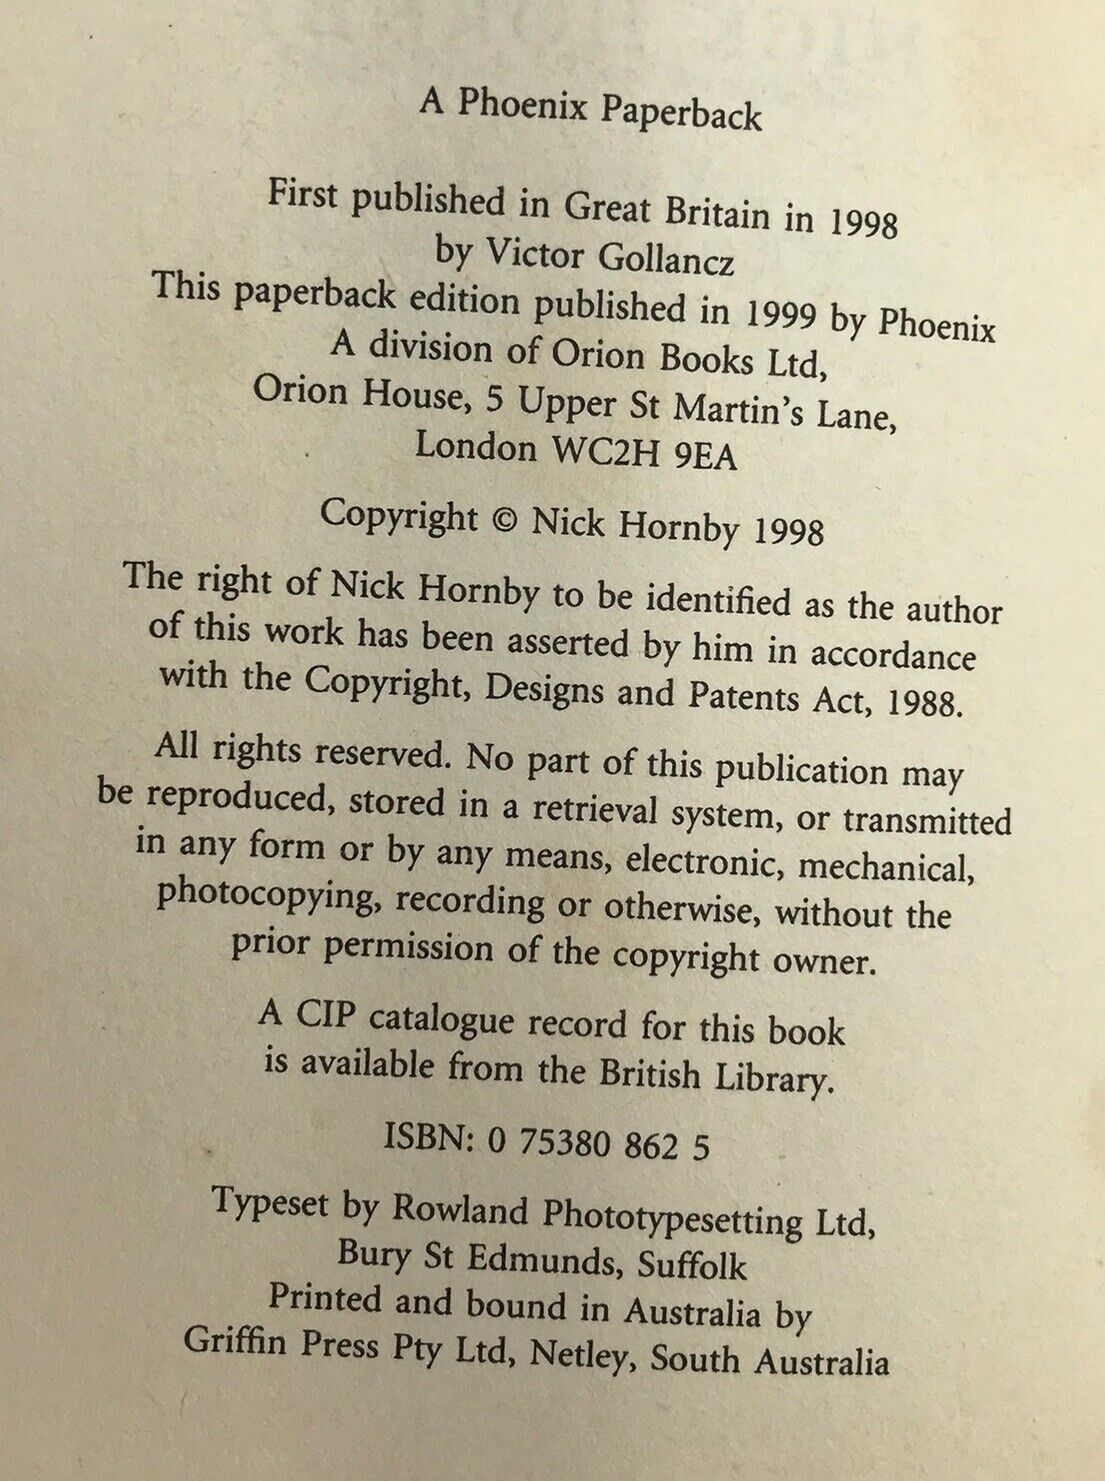 A Phoenix Paperback
First published in Great Britain in 1998
by Victor Gollancz
This paperback edition published in 1999 by Phoenix
A division of Orion Books Ltd,
Orion House, 5 Upper St Martin's Lane,
London WC2H 9EA
Copyright © Nick Hornby 1998
The right of Nick Hornby to be identified as the author
of this work has been asserted by him in accordance
with the Copyright, Designs and Patents Act, 1988.
All rights reserved. No part of this publication may
be reproduced, stored in a retrieval system, or transmitted
in any form or by any means, electronic, mechanical,
photocopying, recording or otherwise, without the
prior permission of the copyright owner.
A CIP catalogue record for this book
is available from the British Library.
ISBN: 0 75380 862 5
Typeset by Rowland Phototypesetting Ltd,
Bury St Edmunds, Suffolk
Printed and bound in Australia by
Griffin Press Pty Ltd, Netley, South Australia